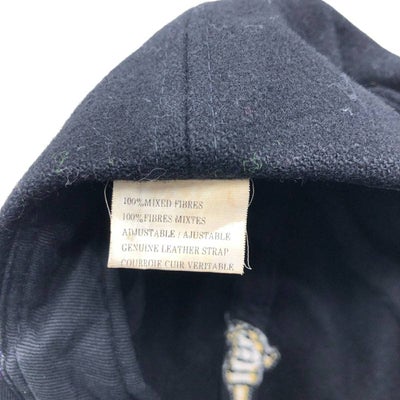 100% MIXED FIBRES
100% FIBRES MIXTES
ADJUSTABLE / AJUSTABLE
GENUINE LEATHER STRAP
COURROIE CUIR VERITABLE